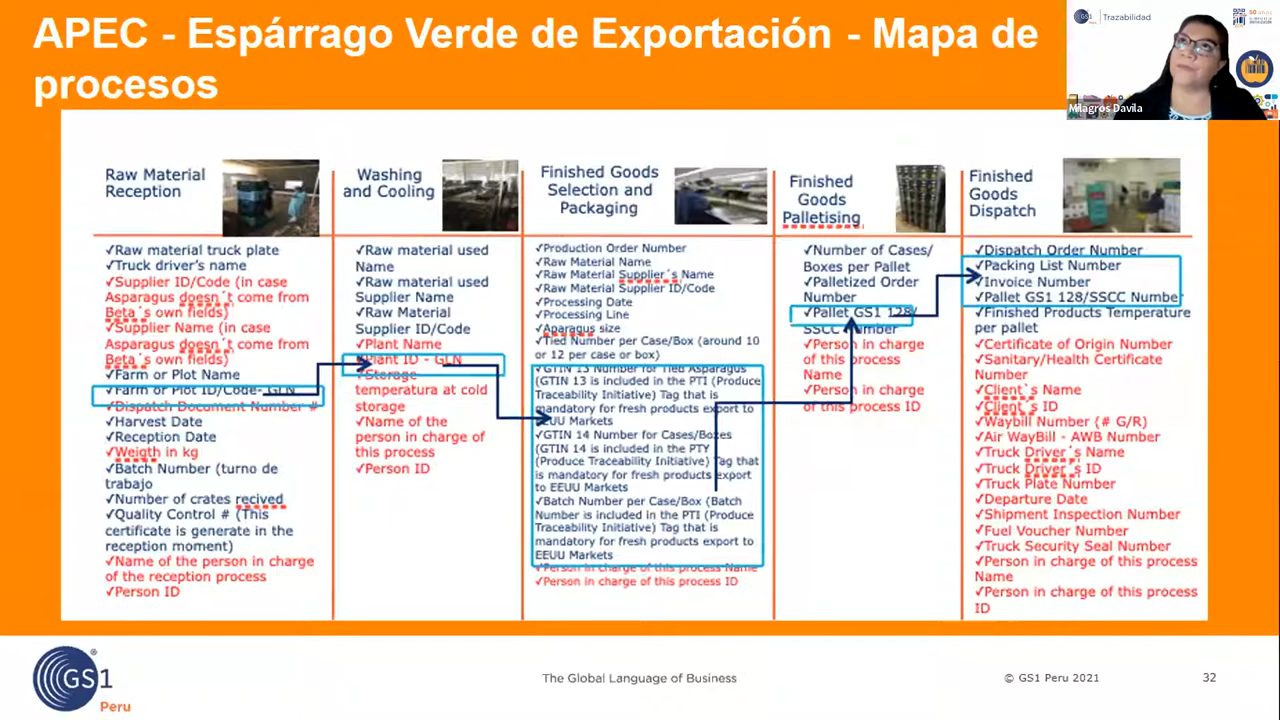 APEC - Espárrago Verde de Exportación - Mapa de
procesos
GS1 | Trazabilidad
Milagros Davila
Raw Material
Reception
✓Raw material truck plate
✓Truck driver's name
✓Supplier ID/Code (in case
Asparagus doesn´t come from
Beta´s own fields)
✓Supplier Name (in case
Asparagus doesn´t come from
Beta´s own fields)
✓Farm or Plot Name
✓Farm or Plot ID/Code- GLN
✓Dispatch Document Number #
✓Harvest Date
✓Reception Date
✓Weigth in kg
✓Batch Number (turno de
trabajo
✓Number of crates recived
✓Quality Control # (This
certificate is generate in the
reception moment)
✓Name of the person in charge
of the reception process
✓Person ID
Washing
and Cooling
✓Raw material used
Name
✓Raw material used
Supplier Name
✓Raw Material
Supplier ID/Code
✓Plant Name
✓Plant ID - GLN
✓Storage
temperatura at cold
storage
✓Name of the
person in charge of
this process
✓Person ID
Finished Goods
Selection and
Packaging
✓Production Order Number
✓Raw Material Name
✓Raw Material Supplier´s Name
✓Raw Material Supplier ID/Code
✓Processing Date
✓Processing Line
✓Aparagus size
✓Tied Number per Case/Box (around 10
or 12 per case or box)
✓GTIN 13 Number for Tied Asparagus
(GTIN 13 is included in the PTI (Produce
Traceability Initiative) Tag that is
mandatory for fresh products export to
EEUU Markets
✓GTIN 14 Number for Cases/Boxes
(GTIN 14 is included in the PTY
(Produce Traceability Initiative) Tag that
is mandatory for fresh products export
to EEUU Markets
✓Batch Number per Case/Box (Batch
Number is included in the PTI (Produce
Traceability Initiative) Tag that is
mandatory for fresh products export to
EEUU Markets
✓Person in charge of this process Name
✓Person in charge of this process ID
Finished
Goods
Palletising
✓Number of Cases/
Boxes per Pallet
✓Palletized Order
Number
✓Pallet GS1 128/
SSCC Number
✓Person in charge
of this process
Name
✓Person in charge
of this process ID
Finished
Goods
Dispatch
✓Dispatch Order Number
✓Packing List Number
✓Invoice Number
✓Pallet GS1 128/SSCC Number
✓Finished Products Temperature
per pallet
✓Certificate of Origin Number
✓Sanitary/Health Certificate
Number
✓Client´s Name
✓Client´s ID
✓Waybill Number (# G/R)
✓Air WayBill - AWB Number
✓Truck Driver´s Name
✓Truck Driver´s ID
✓Truck Plate Number
✓Departure Date
✓Shipment Inspection Number
✓Fuel Voucher Number
✓Truck Security Seal Number
✓Person in charge of this process
Name
✓Person in charge of this process
ID
GS1 ®
Peru
The Global Language of Business
© GS1 Peru 2021
32